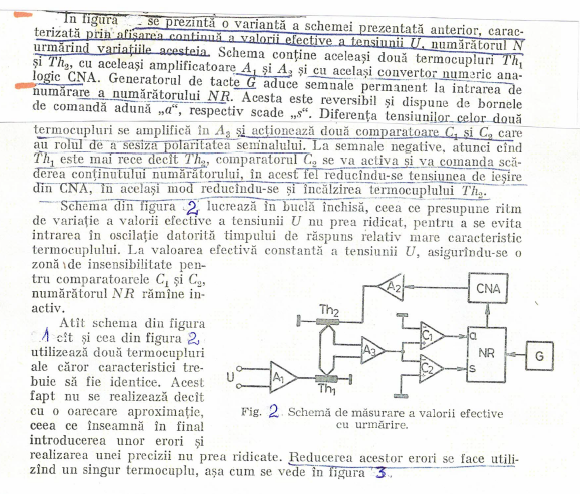 In figura se prezintă o variantă a schemei prezentată anterior, carac-
terizată prin afișarea continuă a valorii efective a tensiunii U, numărătorul N
urmărind variațiile acesteia. Schema conține aceleași două termocupluri Th1
și Th2, cu aceleași amplificatoare A1 și A2 și cu același convertor numeric ana-
logic CNA. Generatorul de tacte G aduce semnale permanent la intrarea de
numărare a numărătorului NR. Acesta este reversibil și dispune de bornele
de comandă adună „a“, respectiv scade „s“. Diferența tensiunilor celor două
termocupluri se amplifică în A3 și acționează două comparatoare C1 și C2 care
au rolul de a sesiza polaritatea semnalului. La semnale negative, atunci cînd
Th1 este mai rece decît Th2, comparatorul C2 se va activa și va comanda scă-
derea conținutului numărătorului, în acest fel reducîndu-se tensiunea de ieșire
din CNA, în același mod reducîndu-se și încălzirea termocuplului Th2.
Schema din figura 2 lucrează în buclă închisă, ceea ce presupune ritm
de variație a valorii efective a tensiunii U nu prea ridicat, pentru a se evita
intrarea în oscilație datorită timpului de răspuns relativ mare caracteristic
termocuplului. La valoarea efectivă constantă a tensiunii U, asigurîndu-se o
zonă de insensibilitate pen-
tru comparatoarele C1 și C2,
numărătorul NR rămîne in-
activ.
Atît schema din figura
1 cît și cea din figura 2
utilizează două termocupluri
ale căror caracteristici tre-
buie să fie identice. Acest
fapt nu se realizează decît
cu o oarecare aproximație,
ceea ce înseamnă în final
introducerea unor erori și
realizarea unei precizii nu prea ridicate. Reducerea acestor erori se face utili-
zînd un singur termocuplu, așa cum se vede în figura 3.
A2
CNA
Th2
C1
a
A3
NR
G
C2
s
U
A1
Th1
Fig. 2. Schemă de măsurare a valorii efective
cu urmărire.